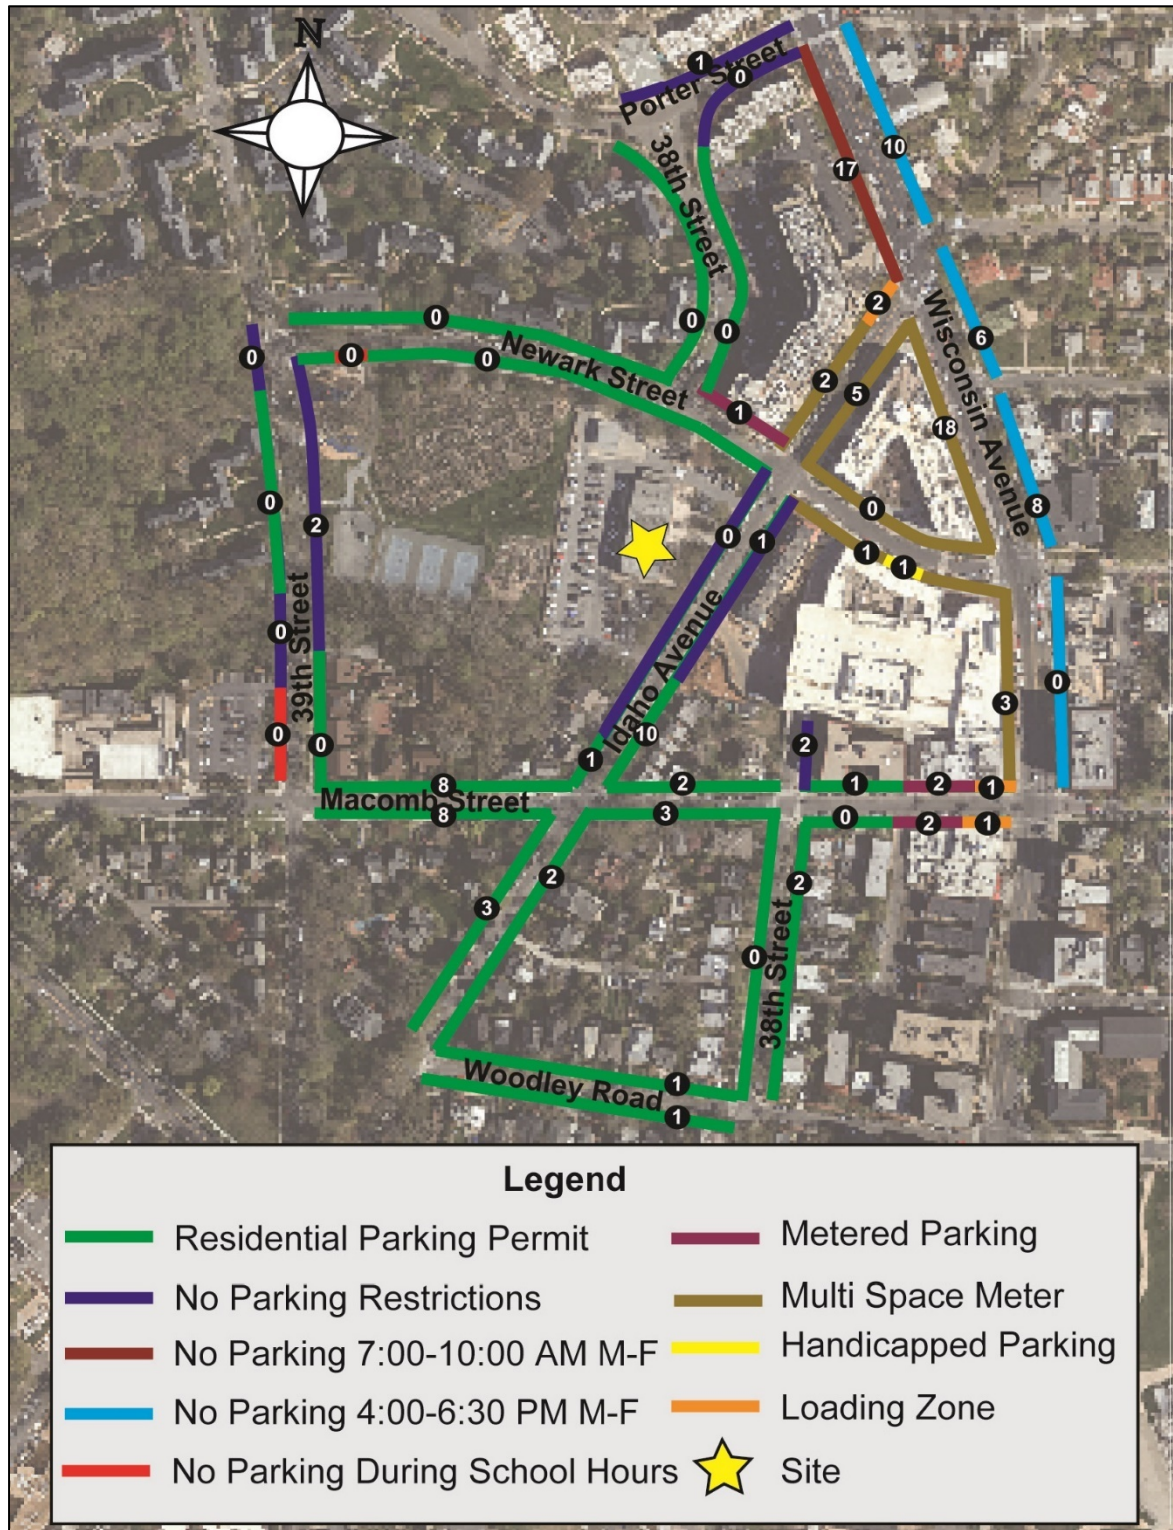 N
1
Porter Street
0
10
17
38th Street
2
0
0
0
0
0
0
Newark Street
1
2
5
18
6
Wisconsin Avenue
8
0
2
0
1
0
1
1
0
39th Street
0
0
Idaho Avenue
10
1
2
3
0
8
2
1
2
1
Macomb Street
8
3
0
2
1
3
2
2
0
38th Street
Woodley Road
1
1
Legend
Residential Parking Permit
No Parking Restrictions
No Parking 7:00-10:00 AM M-F
No Parking 4:00-6:30 PM M-F
No Parking During School Hours
Metered Parking
Multi Space Meter
Handicapped Parking
Loading Zone
Site